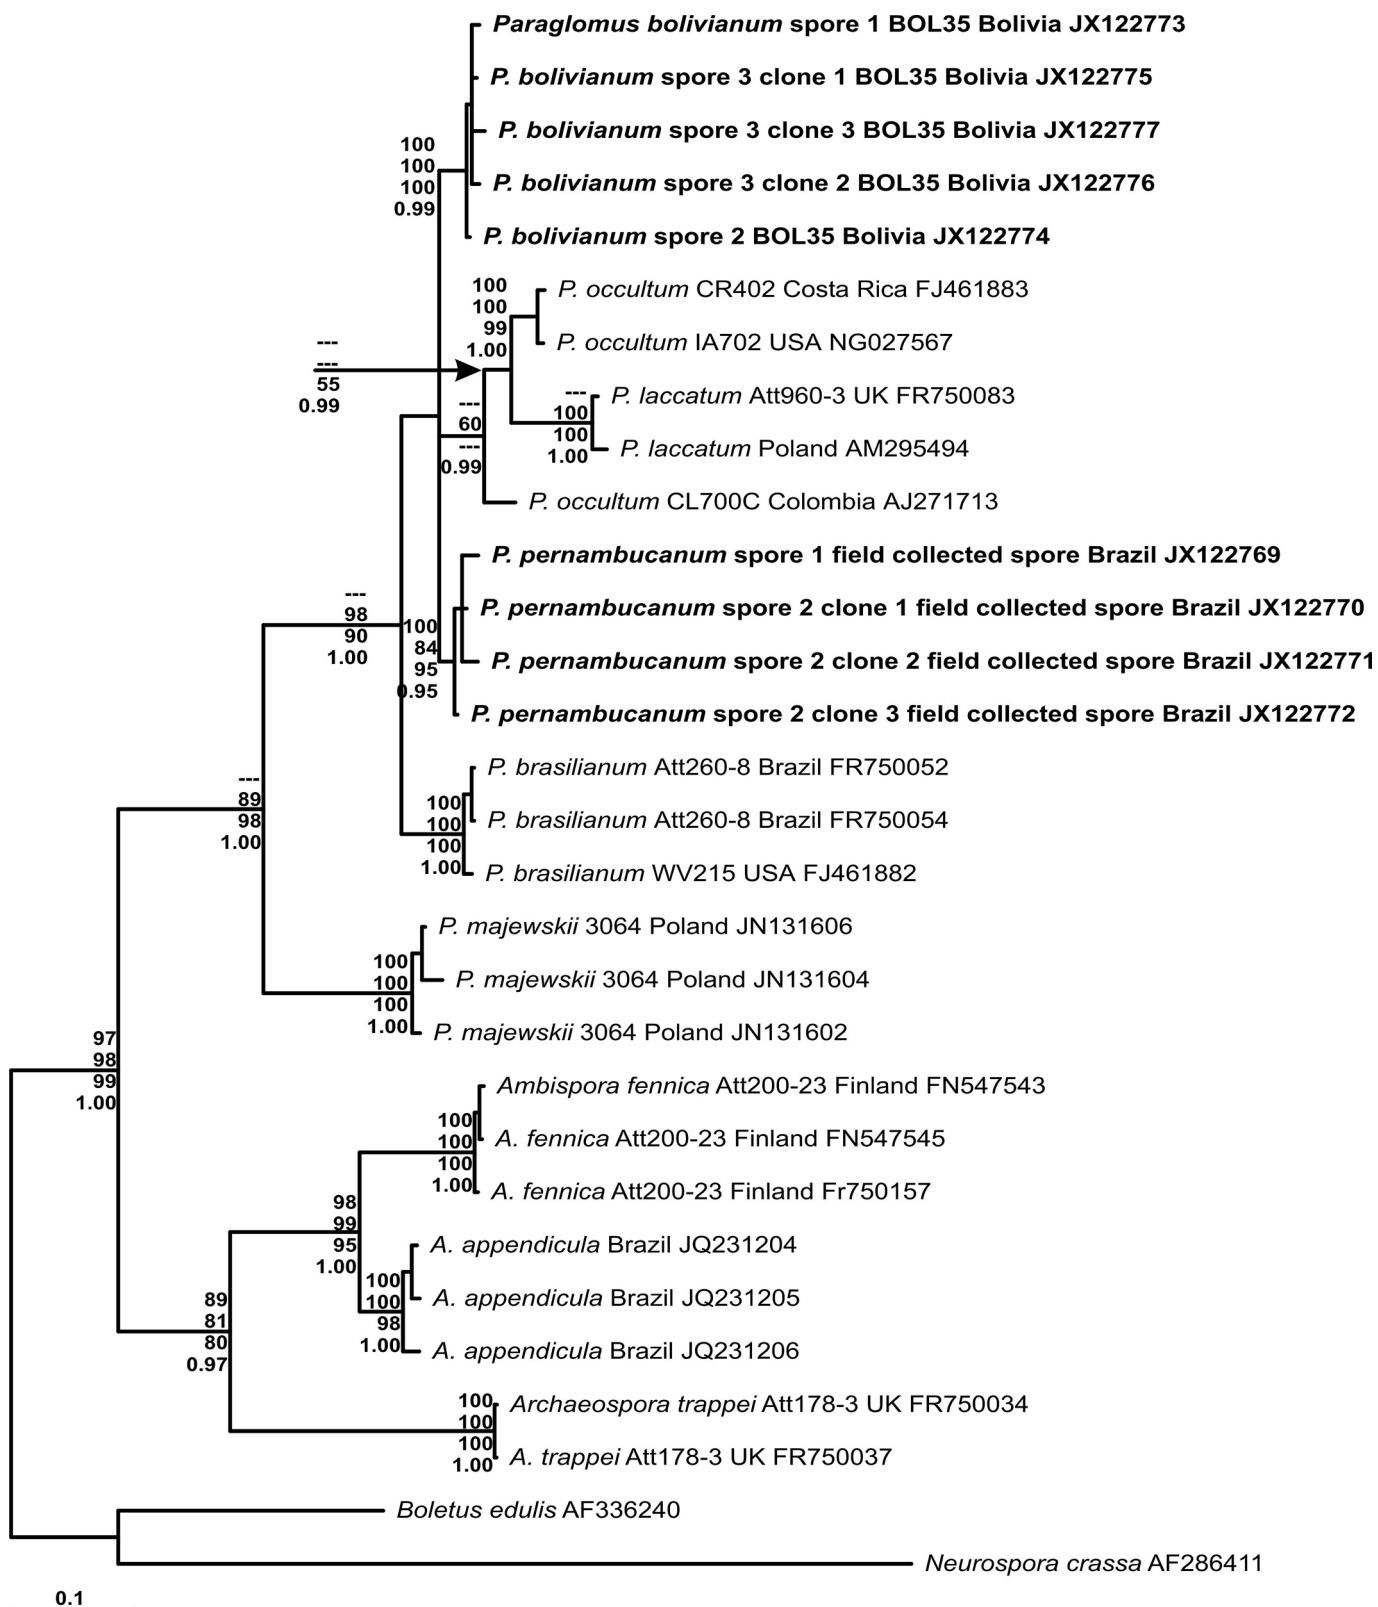 Paraglomus bolivianum spore 1 BOL35 Bolivia JX122773
P. bolivianum spore 3 clone 1 BOL35 Bolivia JX122775
P. bolivianum spore 3 clone 3 BOL35 Bolivia JX122777
100
100
100
0.99
P. bolivianum spore 3 clone 2 BOL35 Bolivia JX122776
P. bolivianum spore 2 BOL35 Bolivia JX122774
100
100
99
1.00
P. occultum CR402 Costa Rica FJ461883
P. occultum IA702 USA NG027567
---
---
55
0.99
P. laccatum Att960-3 UK FR750083
---
100
100
1.00
---
60
---
0.99
P. laccatum Poland AM295494
P. occultum CL700C Colombia AJ271713
P. pernambucanum spore 1 field collected spore Brazil JX122769
P. pernambucanum spore 2 clone 1 field collected spore Brazil JX122770
---
98
90
1.00
100
84
95
0.95
P. pernambucanum spore 2 clone 2 field collected spore Brazil JX122771
P. pernambucanum spore 2 clone 3 field collected spore Brazil JX122772
P. brasilianum Att260-8 Brazil FR750052
---
89
98
1.00
100
100
100
1.00
P. brasilianum Att260-8 Brazil FR750054
P. brasilianum WV215 USA FJ461882
P. majewskii 3064 Poland JN131606
100
100
100
1.00
P. majewskii 3064 Poland JN131604
P. majewskii 3064 Poland JN131602
97
98
99
1.00
Ambispora fennica Att200-23 Finland FN547543
100
100
100
1.00
A. fennica Att200-23 Finland FN547545
A. fennica Att200-23 Finland Fr750157
98
99
95
1.00
A. appendicula Brazil JQ231204
100
100
98
1.00
A. appendicula Brazil JQ231205
89
81
80
0.97
A. appendicula Brazil JQ231206
100
100
100
1.00
Archaeospora trappei Att178-3 UK FR750034
A. trappei Att178-3 UK FR750037
Boletus edulis AF336240
Neurospora crassa AF286411
0.1